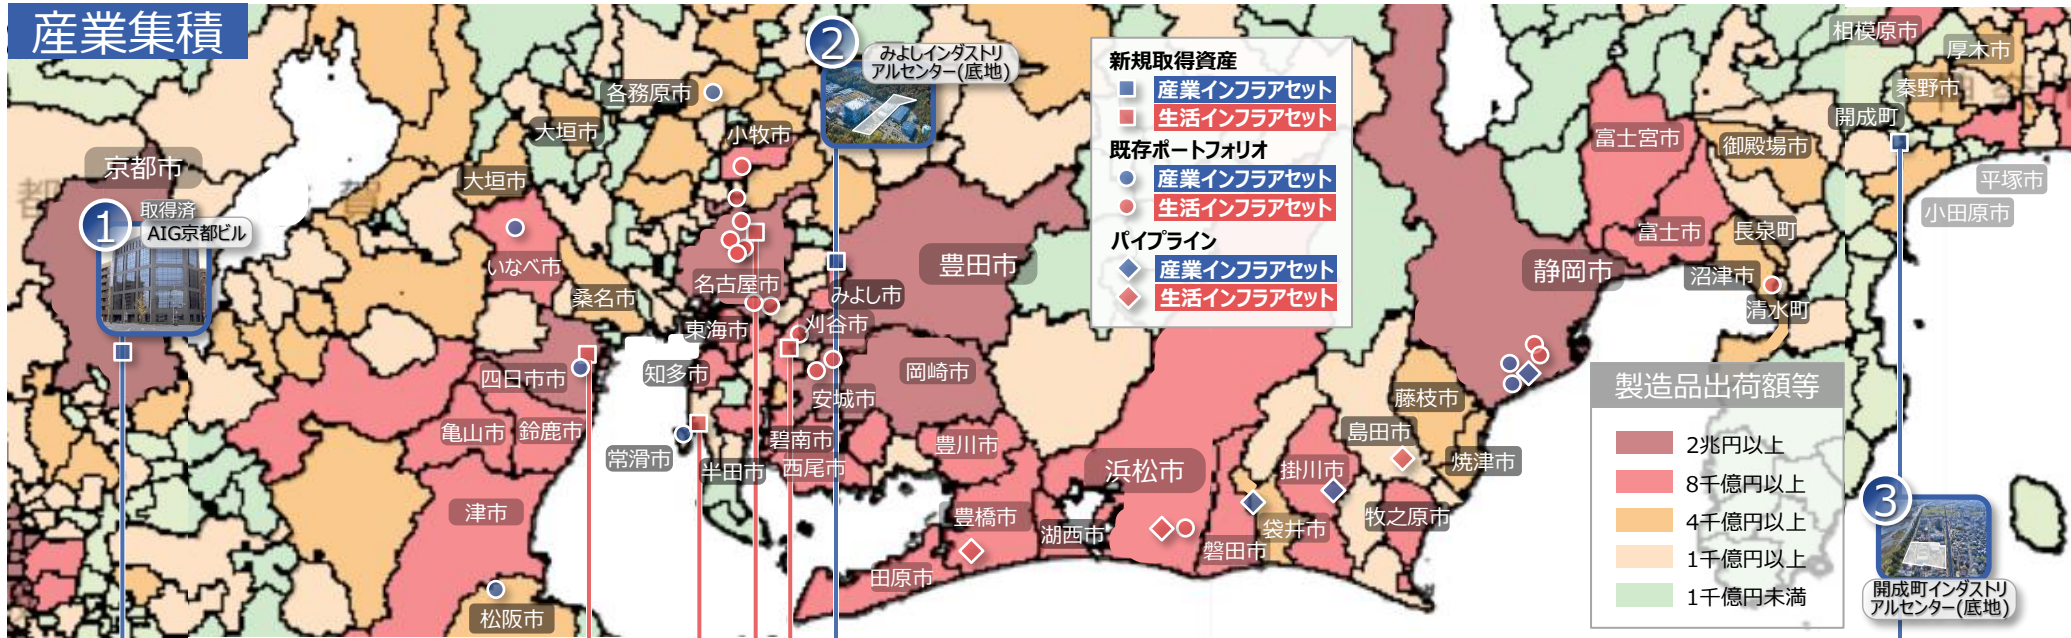 産業集積
1
取得済
AIG京都ビル
2
みよしインダストリ
アルセンター(底地)
3
開成町インダストリ
アルセンター(底地)
新規取得資産
産業インフラアセット
生活インフラアセット
既存ポートフォリオ
産業インフラアセット
生活インフラアセット
パイプライン
産業インフラアセット
生活インフラアセット
製造品出荷額等
2兆円以上
8千億円以上
4千億円以上
1千億円以上
1千億円未満
京都市
都
賀
各務原市
大垣市
大垣市
小牧市
いなべ市
桑名市
名古屋市
みよし市
豊田市
東海市
刈谷市
知多市
四日市市
岡崎市
安城市
亀山市
鈴鹿市
常滑市
半田市
碧南市
西尾市
豊川市
津市
松阪市
豊橋市
田原市
湖西市
浜松市
磐田市
袋井市
掛川市
島田市
藤枝市
焼津市
牧之原市
静岡市
富士宮市
富士市
御殿場市
長泉町
沼津市
清水町
相模原市
厚木市
秦野市
開成町
平塚市
小田原市